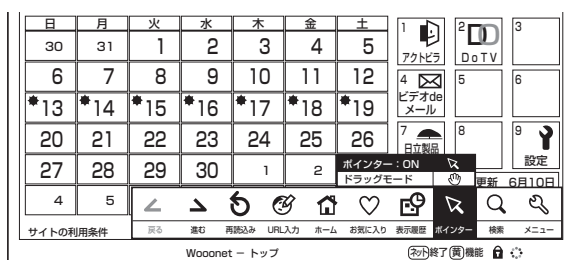 日 月 火 水 木 金 土
30 31 1 2 3 4 5
6 7 8 9 10 11 12
13 14 15 16 17 18 19
20 21 22 23 24 25 26
27 28 29 30 1 2
4 5
1 アクトビラ
2 DoTV
3
4 ビデオde
メール
5
6
7 日立製品
8
9 設定
ポインター：ON
ドラッグモード
更新 6月10日
サイトの利用条件
戻る 進む 再読込み URL入力 ホーム お気に入り 表示履歴 ポインター 検索 メニュー
Wooonet － トップ
ネット終了 黄機能